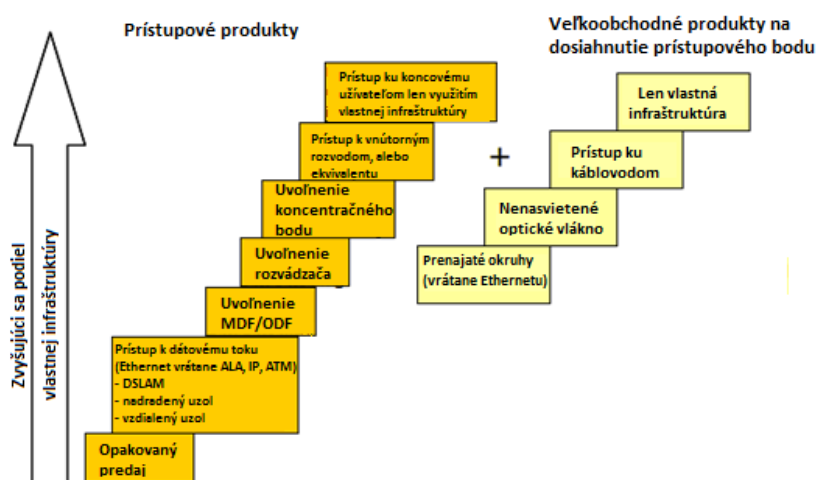 Prístupové produkty
Veľkoobchodné produkty na
dosiahnutie prístupového bodu
Prístup ku koncovému
užívateľom len využitím
vlastnej infraštruktúry
Prístup k vnútorným
rozvodom, alebo
ekvivalentu
Uvoľnenie
koncentračného
bodu
Uvoľnenie
rozvádzača
Uvoľnenie
MDF/ODF
Prístup k dátovému toku
(Ethernet vrátane ALA, IP, ATM)
- DSLAM
- nadradený uzol
- vzdialený uzol
Opakovaný
predaj
+
Len vlastná
infraštruktúra
Prístup ku
káblovodom
Nenasvietené
optické vlákno
Prenajaté okruhy
(vrátane Ethernetu)
Zvyšujúci sa podiel
vlastnej infraštruktúry